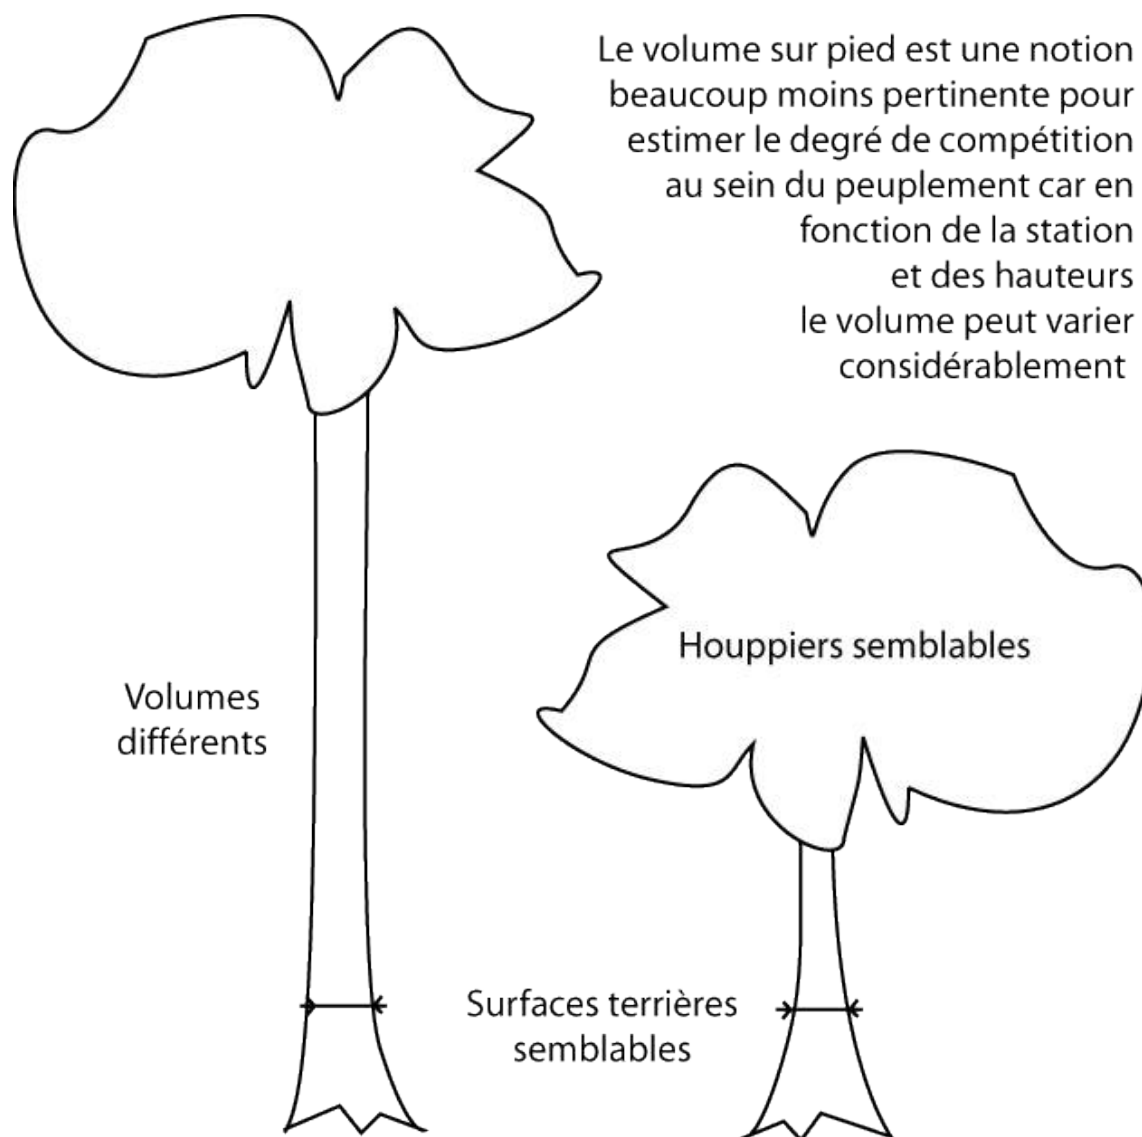 Le volume sur pied est une notion
beaucoup moins pertinente pour
estimer le degré de compétition
au sein du peuplement car en
fonction de la station
et des hauteurs
le volume peut varier
considérablement
Houppiers semblables
Volumes
différents
Surfaces terrières
semblables